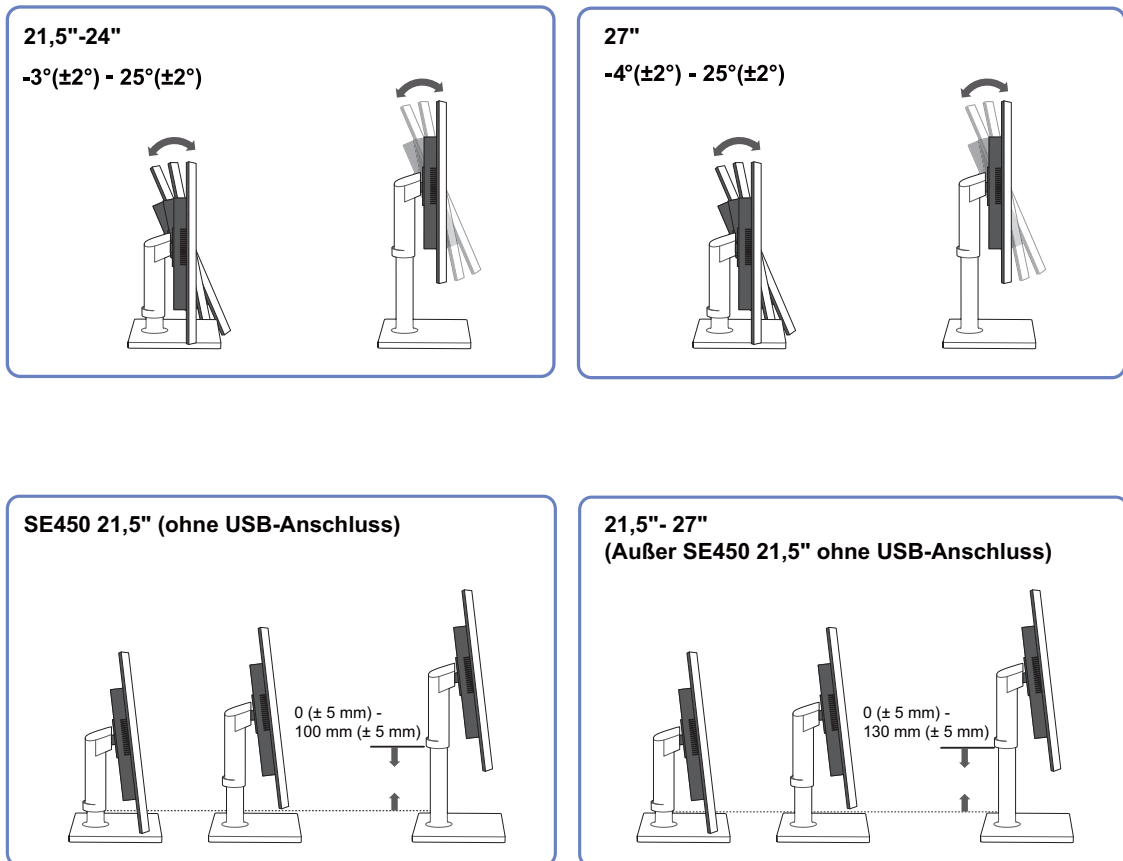 21,5"-24"
-3°(±2°) - 25°(±2°)
27"
-4°(±2°) - 25°(±2°)
SE450 21,5" (ohne USB-Anschluss)
0 (± 5 mm) -
100 mm (± 5 mm)
21,5"- 27"
(Außer SE450 21,5" ohne USB-Anschluss)
0 (± 5 mm) -
130 mm (± 5 mm)